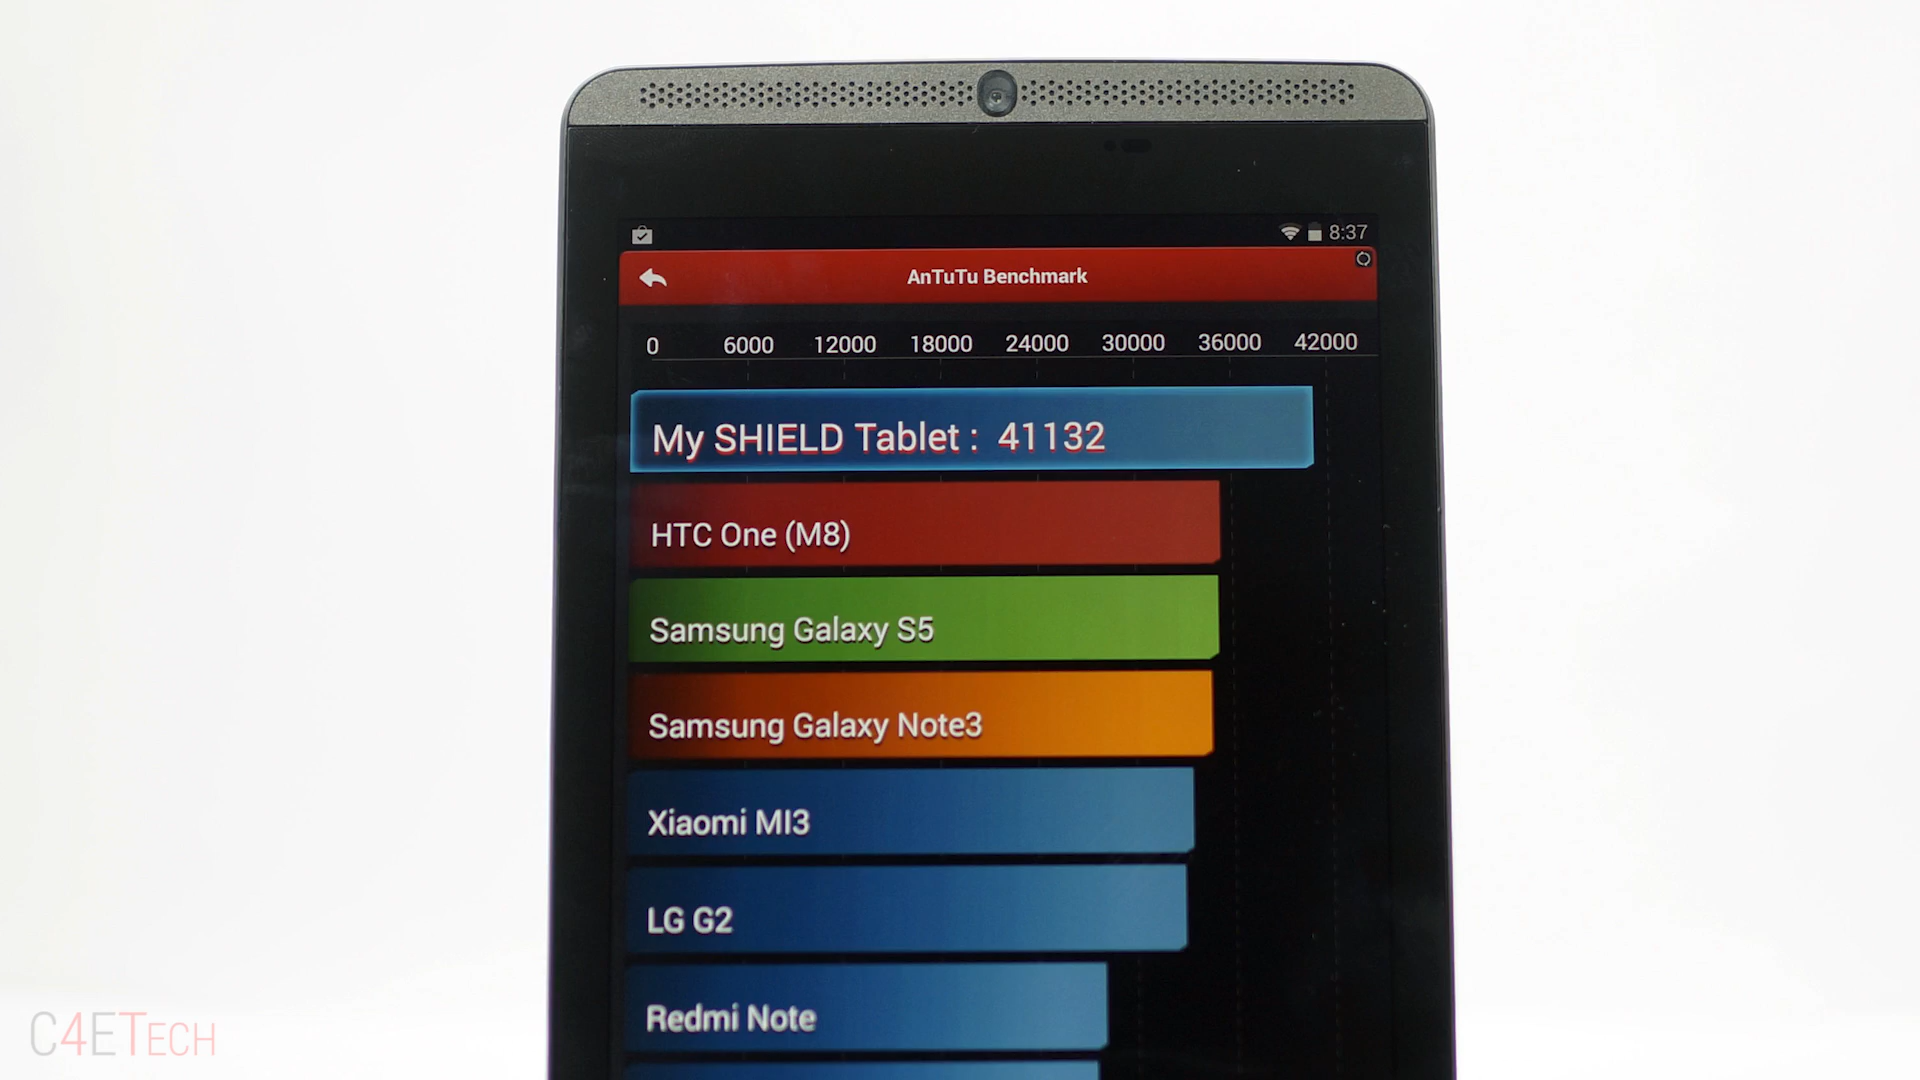 8:37
AnTuTu Benchmark
0 6000 12000 18000 24000 30000 36000 42000
My SHIELD Tablet : 41132
HTC One (M8)
Samsung Galaxy S5
Samsung Galaxy Note3
Xiaomi MI3
LG G2
Redmi Note
C4ETECH